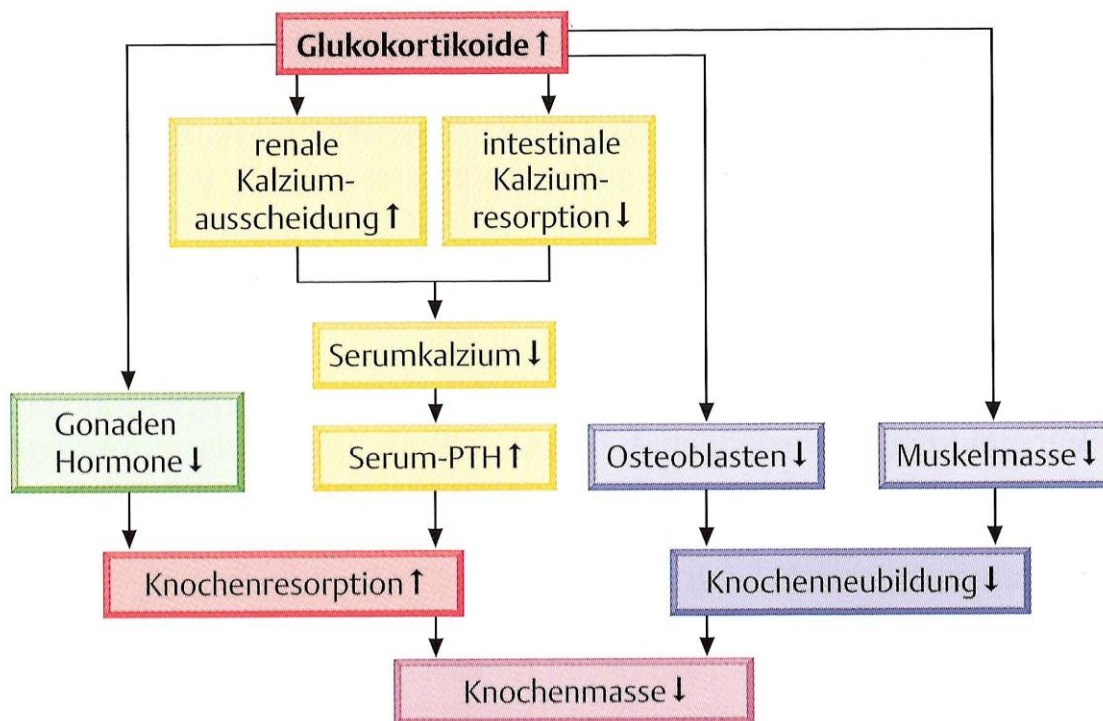 Glukokortikoide ↑
renale
Kalzium-
ausscheidung ↑
intestinale
Kalzium-
resorption ↓
Serumkalzium ↓
Gonaden
Hormone ↓
Serum-PTH ↑
Osteoblasten ↓
Muskelmasse ↓
Knochenresorption ↑
Knochenneubildung ↓
Knochenmasse ↓